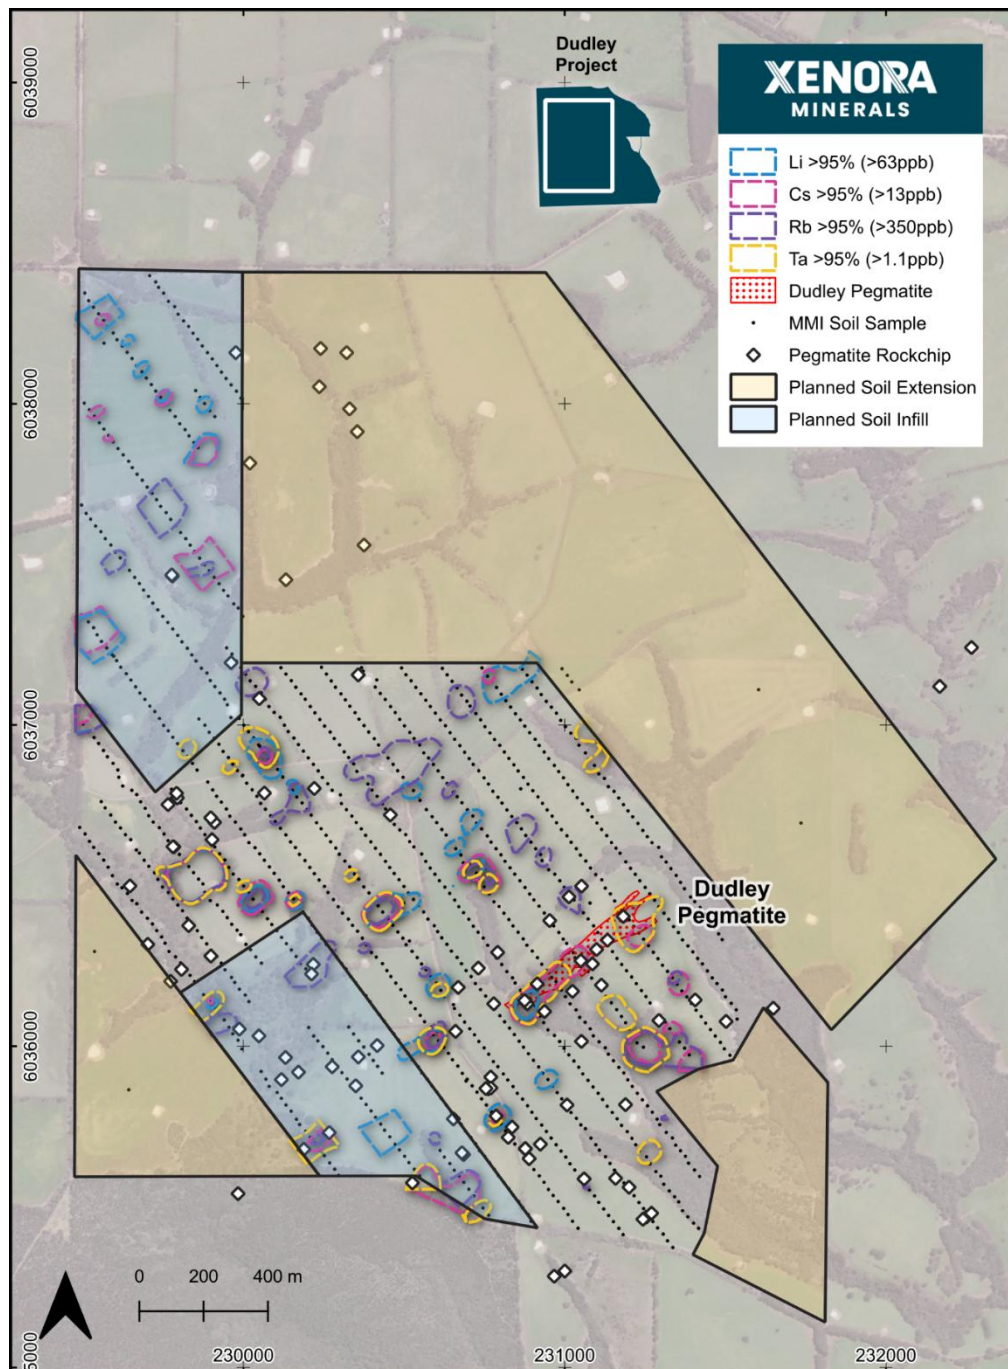 Dudley
Project
XENORA
MINERALS
Li >95% (>63ppb)
Cs >95% (>13ppb)
Rb >95% (>350ppb)
Ta >95% (>1.1ppb)
Dudley Pegmatite
MMI Soil Sample
Pegmatite Rockchip
Planned Soil Extension
Planned Soil Infill
6039000
6038000
6037000
6036000
Dudley
Pegmatite
0 200 400 m
5000
230000 231000 232000